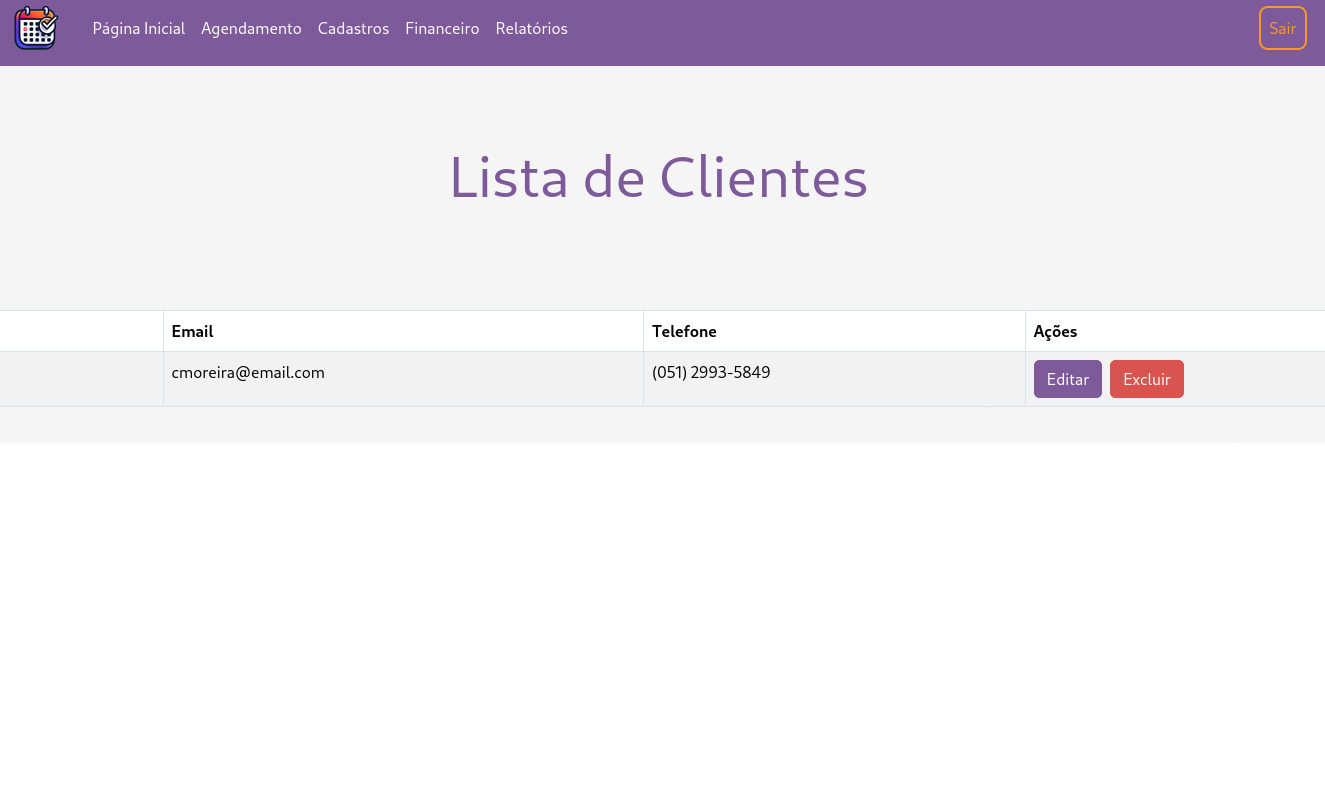 Página Inicial Agendamento Cadastros Financeiro Relatórios Sair
Lista de Clientes
Email Telefone Ações
cmoreira@email.com (051) 2993-5849 Editar Excluir